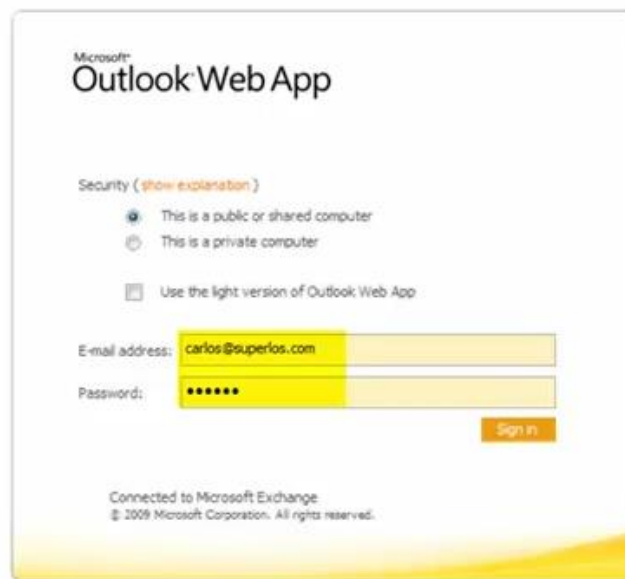 Microsoft®
Outlook® Web App
Security ( show explanation )
This is a public or shared computer
This is a private computer
Use the light version of Outlook Web App
E-mail address: carlos@superlos.com
Password: ••••••
Sign in
Connected to Microsoft Exchange
© 2009 Microsoft Corporation. All rights reserved.